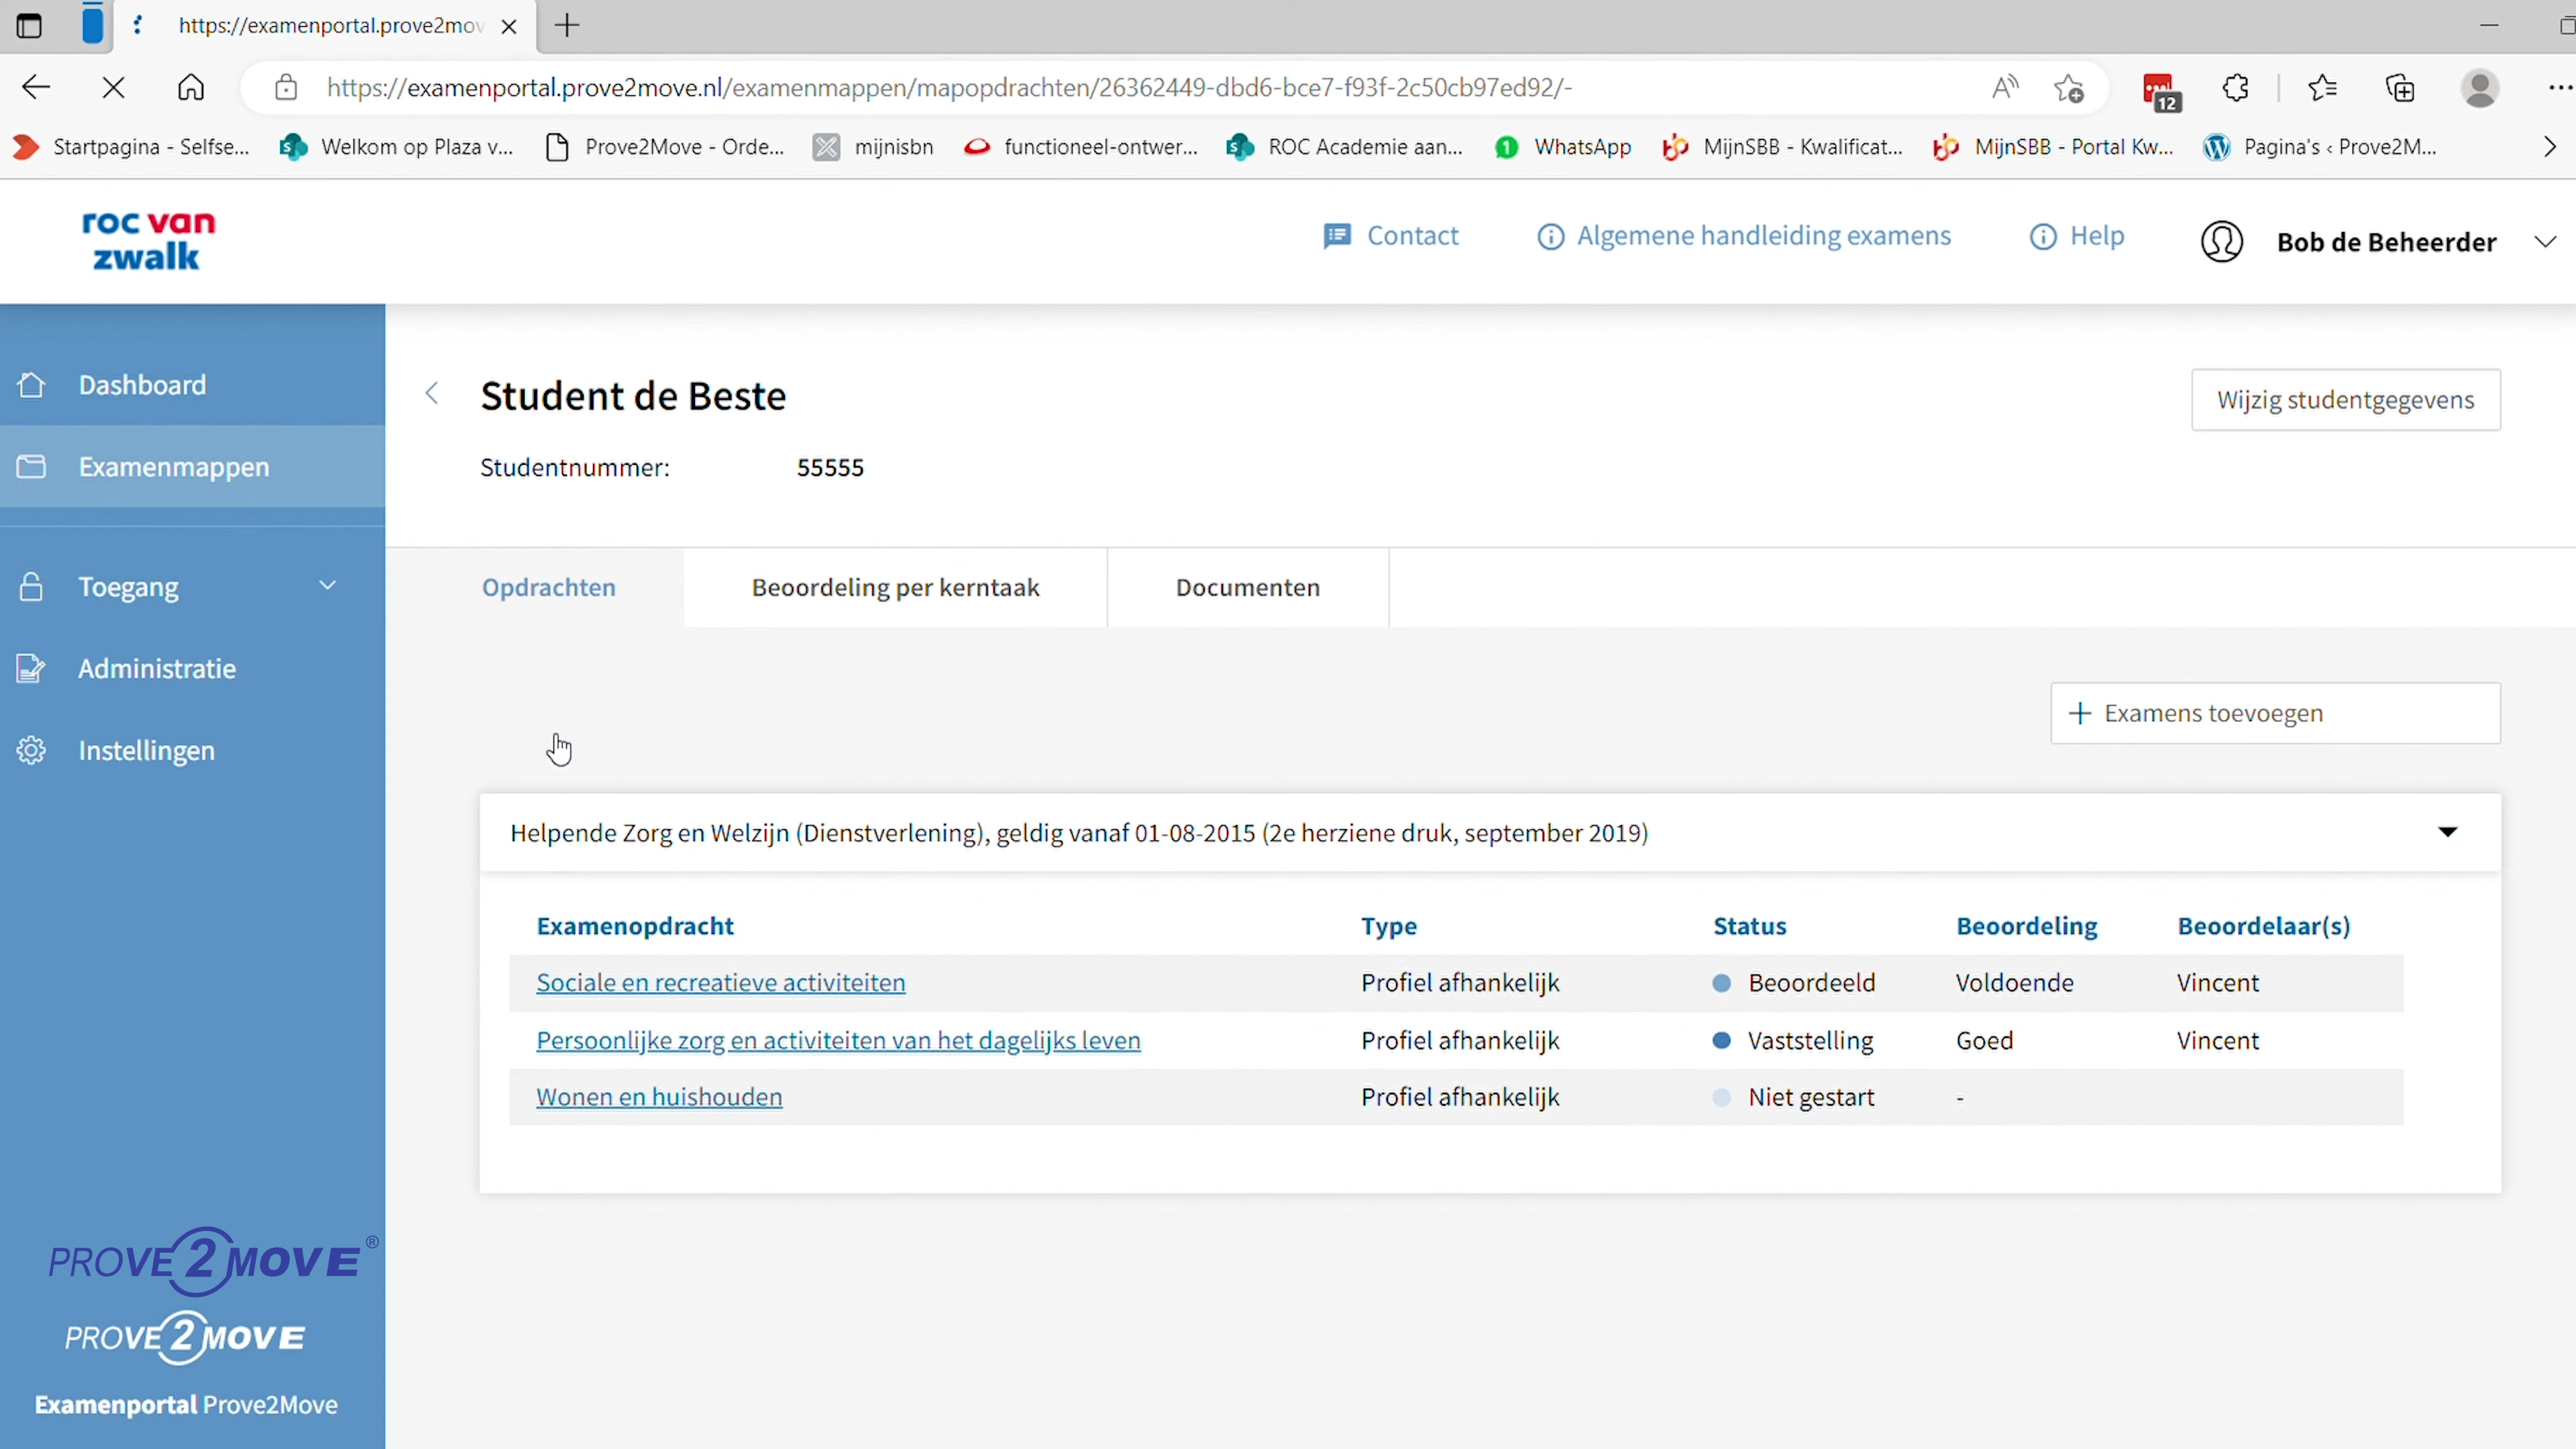 https://examenportal.prove2mov
https://examenportal.prove2move.nl/examenmappen/mapopdrachten/26362449-dbd6-bce7-f93f-2c50cb97ed92/-
12
Startpagina - Selfse... Welkom op Plaza v... Prove2Move - Orde... mijnisbn functioneel-ontwer... ROC Academie aan... WhatsApp MijnSBB - Kwalificat... MijnSBB - Portal Kw... Pagina's ‹ Prove2M...
roc van
zwalk
Contact Algemene handleiding examens Help Bob de Beheerder
Dashboard
Examenmappen
Toegang
Administratie
Instellingen
Student de Beste
Wijzig studentgegevens
Studentnummer: 55555
Opdrachten Beoordeling per kerntaak Documenten
+ Examens toevoegen
Helpende Zorg en Welzijn (Dienstverlening), geldig vanaf 01-08-2015 (2e herziene druk, september 2019)
Examenopdracht Type Status Beoordeling Beoordelaar(s)
Sociale en recreatieve activiteiten Profiel afhankelijk Beoordeeld Voldoende Vincent
Persoonlijke zorg en activiteiten van het dagelijks leven Profiel afhankelijk Vaststelling Goed Vincent
Wonen en huishouden Profiel afhankelijk Niet gestart -
PROVE2MOVE®
PROVE2MOVE
Examenportal Prove2Move